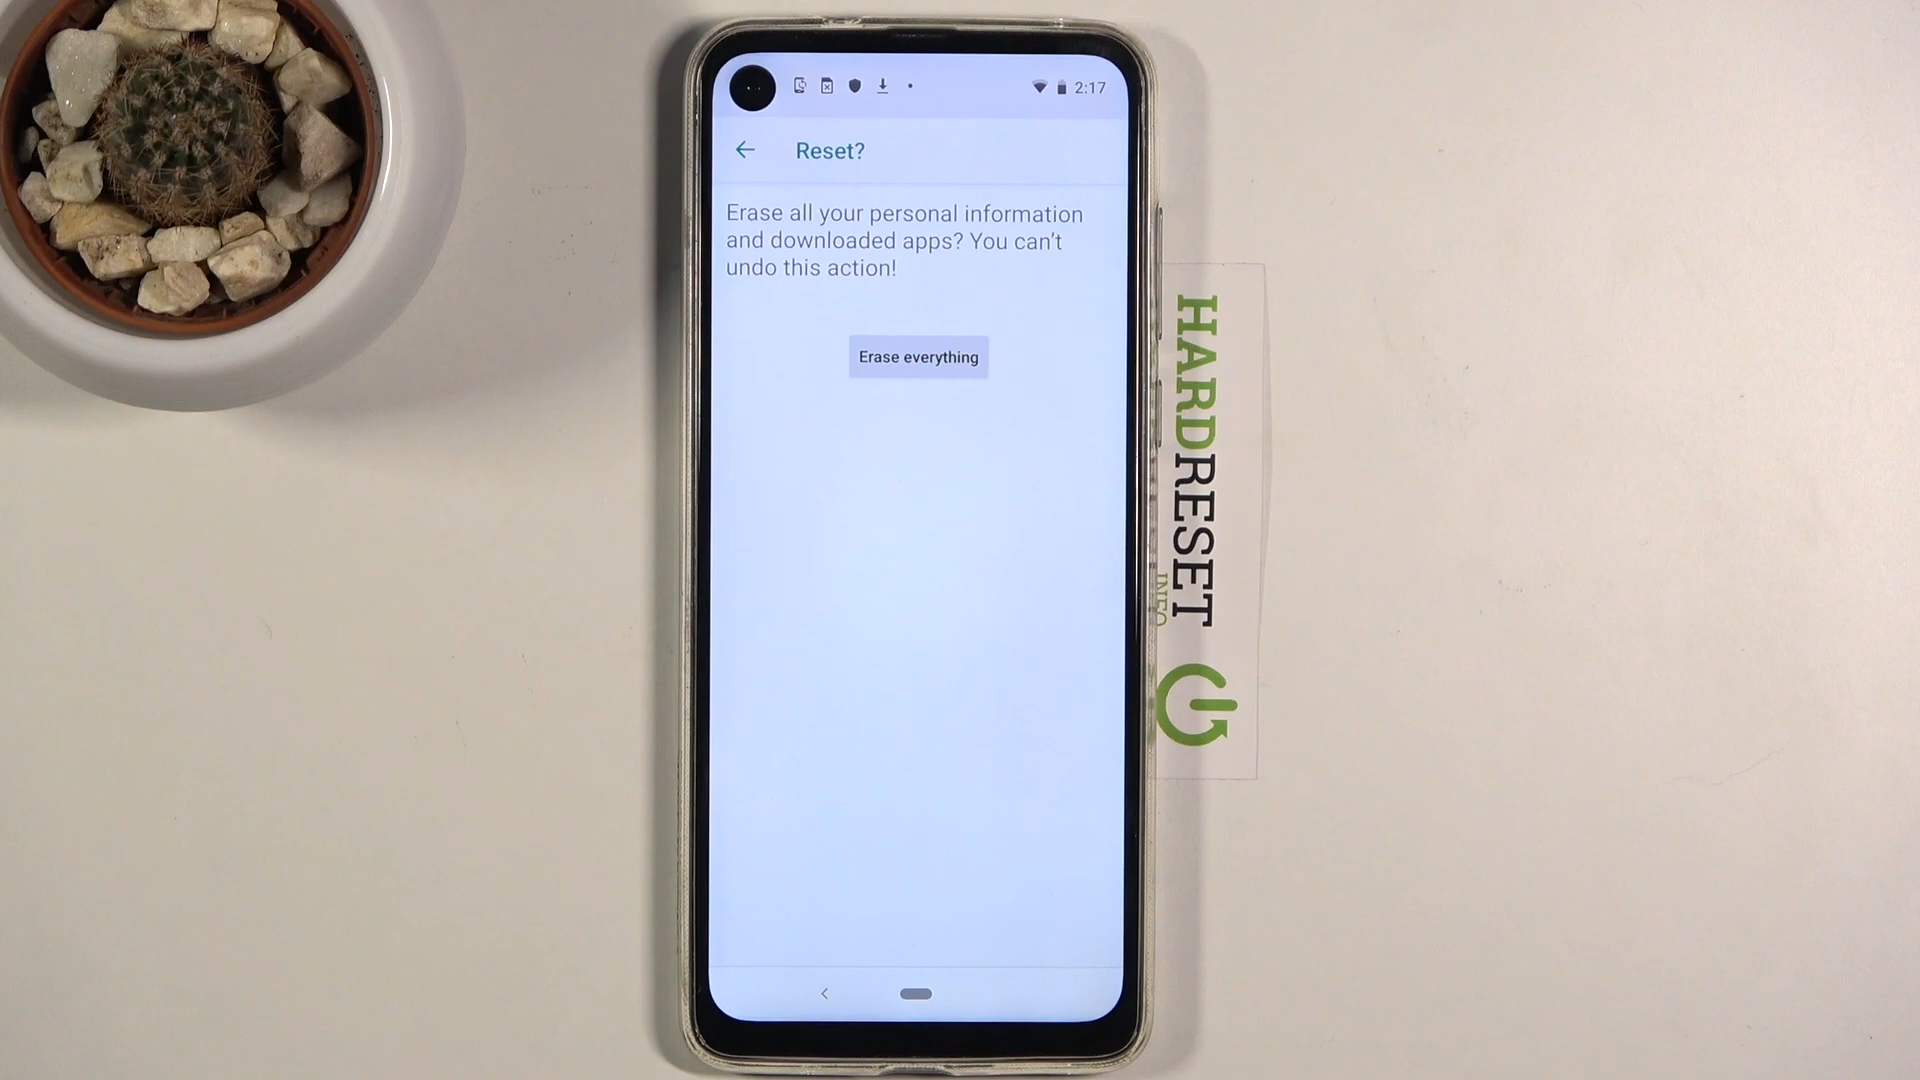 2:17
Reset?
Erase all your personal information
and downloaded apps? You can't
undo this action!
Erase everything
HARDRESET
INFO